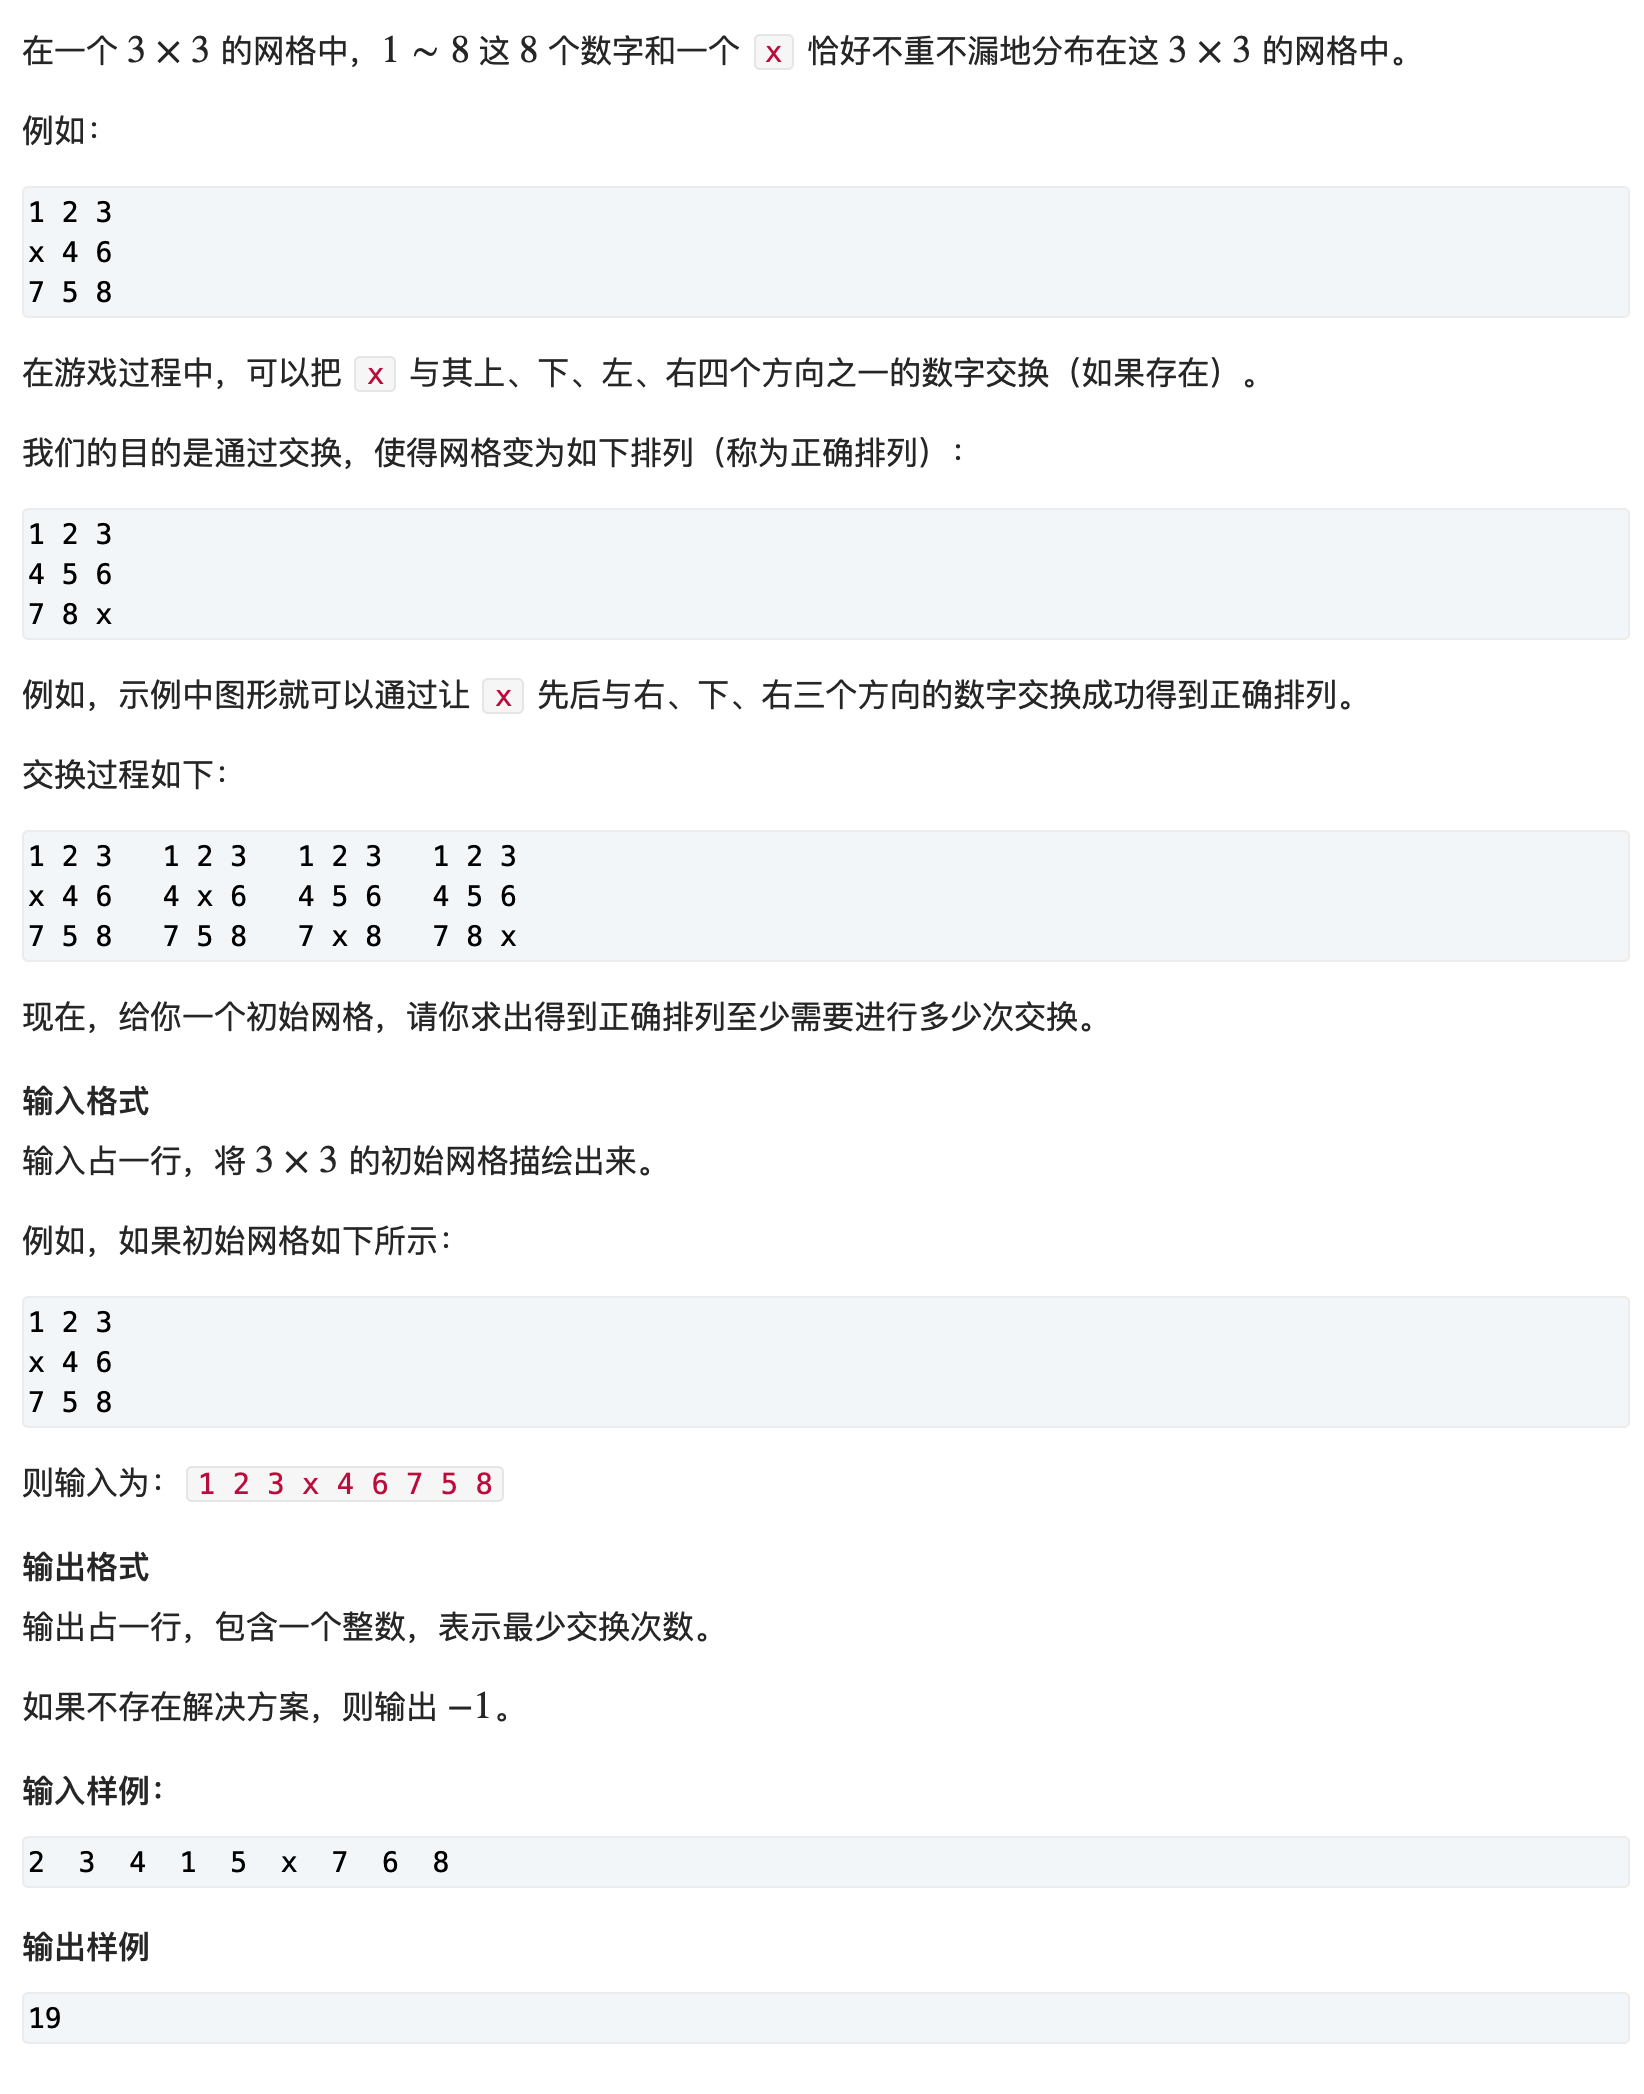 在一个 3 × 3 的网格中，1 ∼ 8 这 8 个数字和一个 x 恰好不重不漏地分布在这 3 × 3 的网格中。
例如：
1 2 3
x 4 6
7 5 8
在游戏过程中，可以把 x 与其上、下、左、右四个方向之一的数字交换（如果存在）。
我们的目的是通过交换，使得网格变为如下排列（称为正确排列）：
1 2 3
4 5 6
7 8 x
例如，示例中图形就可以通过让 x 先后与右、下、右三个方向的数字交换成功得到正确排列。
交换过程如下：
1 2 3   1 2 3   1 2 3   1 2 3
x 4 6   4 x 6   4 5 6   4 5 6
7 5 8   7 5 8   7 x 8   7 8 x
现在，给你一个初始网格，请你求出得到正确排列至少需要进行多少次交换。
输入格式
输入占一行，将 3 × 3 的初始网格描绘出来。
例如，如果初始网格如下所示：
1 2 3
x 4 6
7 5 8
则输入为：1 2 3 x 4 6 7 5 8
输出格式
输出占一行，包含一个整数，表示最少交换次数。
如果不存在解决方案，则输出 −1。
输入样例：
2  3  4  1  5  x  7  6  8
输出样例
19